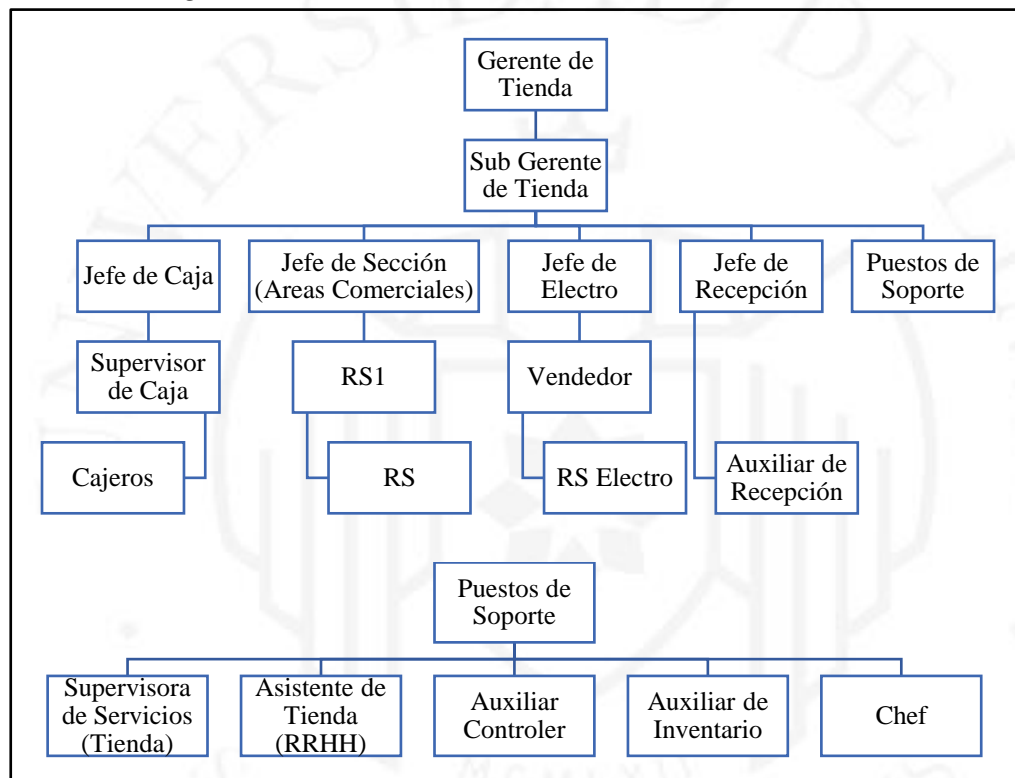 Gerente de
Tienda
Sub Gerente
de Tienda
Jefe de Caja
Jefe de Sección
(Areas Comerciales)
Jefe de
Electro
Jefe de
Recepción
Puestos de
Soporte
Supervisor
de Caja
RS1
Vendedor
Cajeros
RS
RS Electro
Auxiliar de
Recepción
Puestos de
Soporte
Supervisora
de Servicios
(Tienda)
Asistente de
Tienda
(RRHH)
Auxiliar
Controler
Auxiliar de
Inventario
Chef